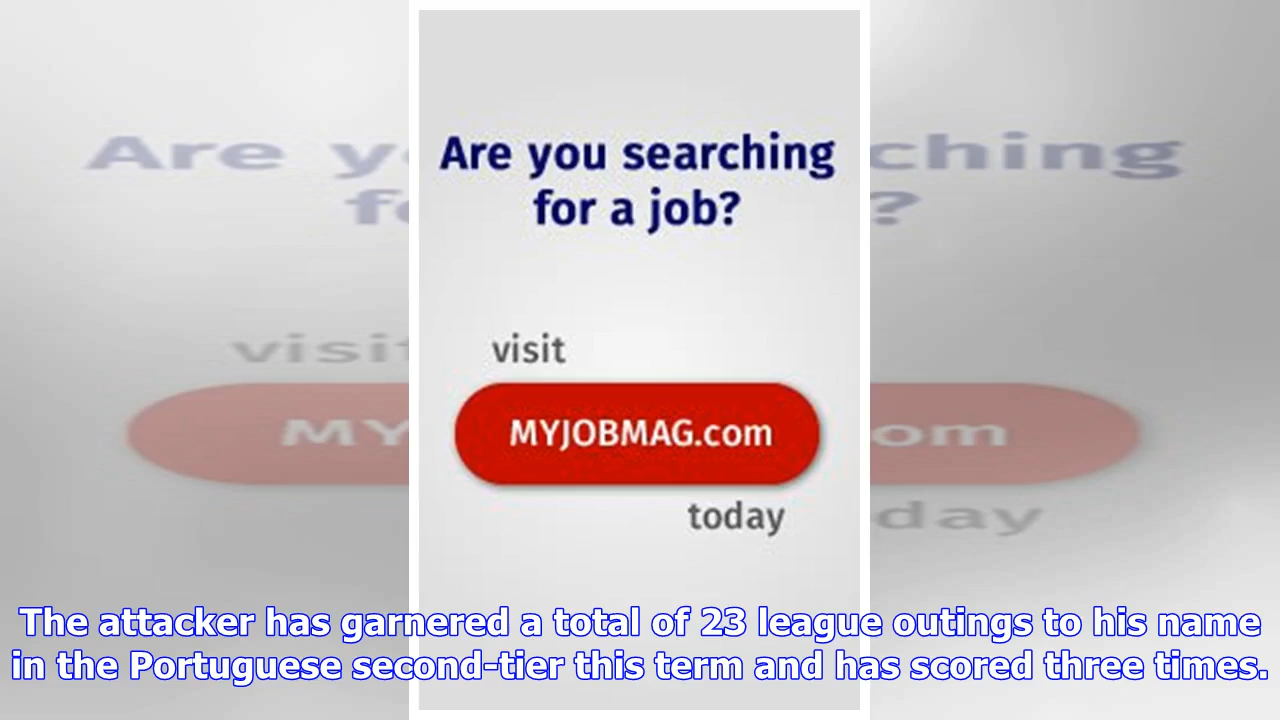 Are you searching
for a job?
visit
MYJOBMAG.com
today
The attacker has garnered a total of 23 league outings to his name
in the Portuguese second-tier this term and has scored three times.